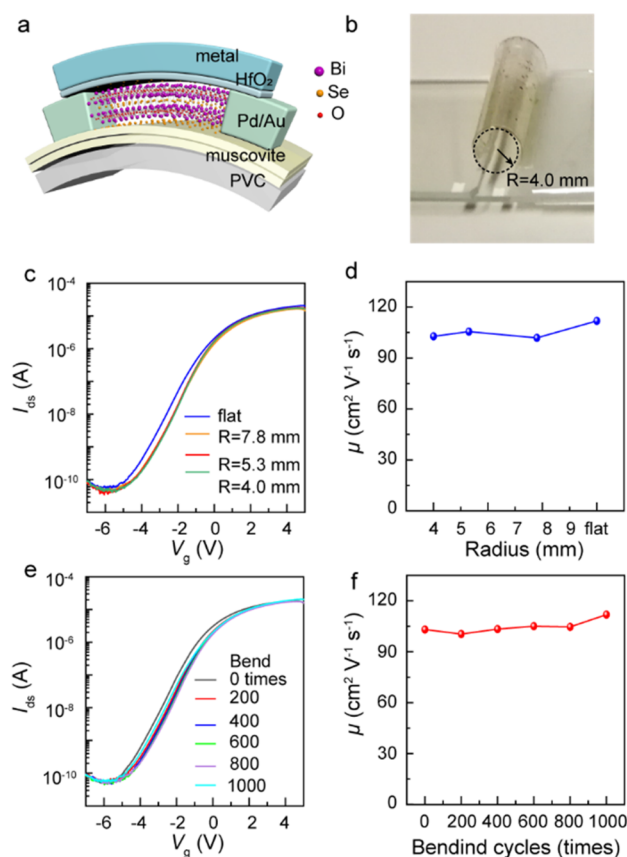 a
metal
HfO₂
Pd/Au
muscovite
PVC
Bi
Se
O
b
R=4.0 mm
c
Ids (A)
10⁻⁴
10⁻⁶
10⁻⁸
10⁻¹⁰
flat
R=7.8 mm
R=5.3 mm
R=4.0 mm
-6 -4 -2 0 2 4
Vg (V)
d
μ (cm² V⁻¹ s⁻¹)
120
90
60
30
0
4 5 6 7 8 9 flat
Radius (mm)
e
Ids (A)
10⁻⁴
10⁻⁶
10⁻⁸
10⁻¹⁰
Bend
0 times
200
400
600
800
1000
-6 -4 -2 0 2 4
Vg (V)
f
μ (cm² V⁻¹ s⁻¹)
120
90
60
30
0
0 200 400 600 800 1000
Bendind cycles (times)